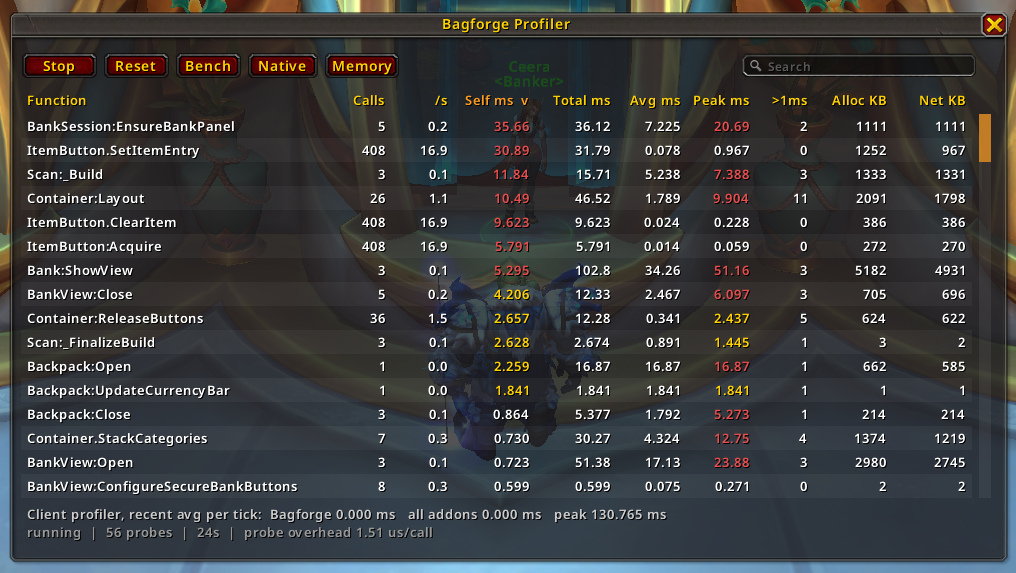 Bagforge Profiler
Stop Reset Bench Native Memory Search
Ceera
<Banker>
Function Calls /s Self ms v Total ms Avg ms Peak ms >1ms Alloc KB Net KB
BankSession:EnsureBankPanel 5 0.2 35.66 36.12 7.225 20.69 2 1111 1111
ItemButton.SetItemEntry 408 16.9 30.89 31.79 0.078 0.967 0 1252 967
Scan:_Build 3 0.1 11.84 15.71 5.238 7.388 3 1333 1331
Container:Layout 26 1.1 10.49 46.52 1.789 9.904 11 2091 1798
ItemButton.ClearItem 408 16.9 9.623 9.623 0.024 0.228 0 386 386
ItemButton:Acquire 408 16.9 5.791 5.791 0.014 0.059 0 272 270
Bank:ShowView 3 0.1 5.295 102.8 34.26 51.16 3 5182 4931
BankView:Close 5 0.2 4.206 12.33 2.467 6.097 3 705 696
Container:ReleaseButtons 36 1.5 2.657 12.28 0.341 2.437 5 624 622
Scan:_FinalizeBuild 3 0.1 2.628 2.674 0.891 1.445 1 3 2
Backpack:Open 1 0.0 2.259 16.87 16.87 16.87 1 662 585
Backpack:UpdateCurrencyBar 1 0.0 1.841 1.841 1.841 1.841 1 1 1
Backpack:Close 3 0.1 0.864 5.377 1.792 5.273 1 214 214
Container.StackCategories 7 0.3 0.730 30.27 4.324 12.75 4 1374 1219
BankView:Open 3 0.1 0.723 51.38 17.13 23.88 3 2980 2745
BankView:ConfigureSecureBankButtons 8 0.3 0.599 0.599 0.075 0.271 0 2 2
Client profiler, recent avg per tick: Bagforge 0.000 ms all addons 0.000 ms peak 130.765 ms
running | 56 probes | 24s | probe overhead 1.51 us/call